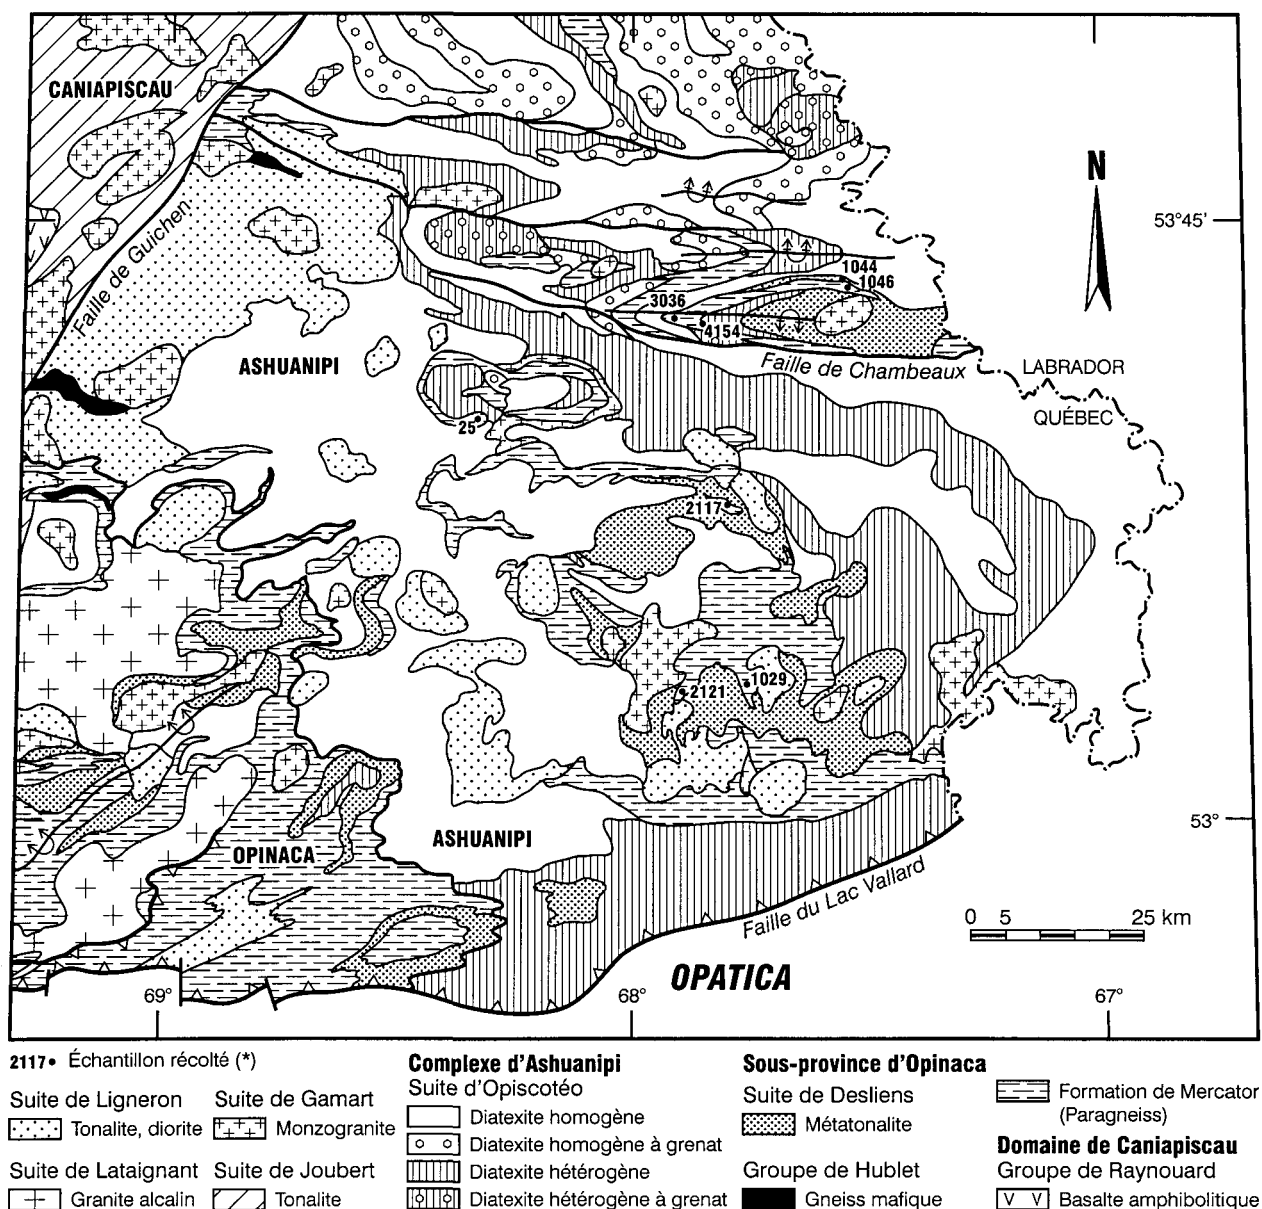 CANIAPISCAU
Faille de Guichen
N
53°45'
1044
1046
3036
4154
ASHUANIPI
Faille de Chambeaux
LABRADOR
QUÉBEC
25
2117
1029
2121
53°
ASHUANIPI
OPINACA
Faille du Lac Vallard
0 5 25 km
OPATICA
69° 68° 67°
2117• Échantillon récolté (*)
Suite de Ligneron
Tonalite, diorite
Suite de Lataignant
Granite alcalin
Suite de Gamart
Monzogranite
Suite de Joubert
Tonalite
Complexe d'Ashuanipi
Suite d'Opiscotéo
Diatexite homogène
Diatexite homogène à grenat
Diatexite hétérogène
Diatexite hétérogène à grenat
Sous-province d'Opinaca
Suite de Desliens
Métatonalite
Groupe de Hublet
Gneiss mafique
Formation de Mercator
(Paragneiss)
Domaine de Caniapiscau
Groupe de Raynouard
Basalte amphibolitique